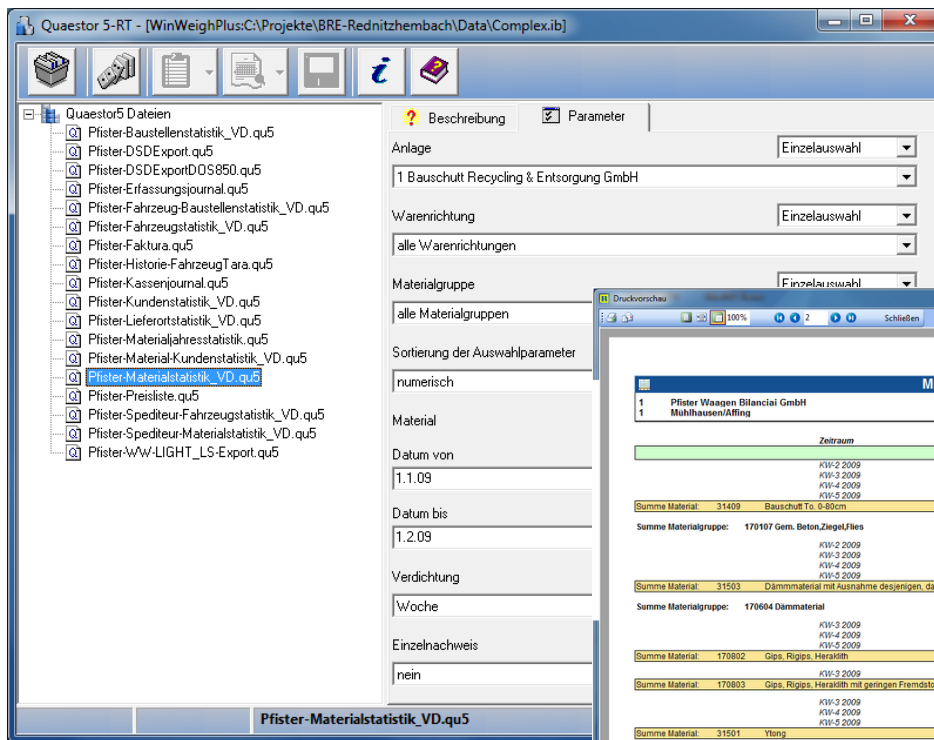 Quaestor 5-RT - [WinWeighPlus:C:\Projekte\BRE-Rednitzhembach\Data\Complex.ib]
Quaestor5 Dateien
Pfister-Baustellenstatistik_VD.qu5
Pfister-DSDExport.qu5
Pfister-DSDExportDOS850.qu5
Pfister-Erfassungsjournal.qu5
Pfister-Fahrzeug-Baustellenstatistik_VD.qu5
Pfister-Fahrzeugstatistik_VD.qu5
Pfister-Faktura.qu5
Pfister-Historie-FahrzeugTara.qu5
Pfister-Kassenjournal.qu5
Pfister-Kundenstatistik_VD.qu5
Pfister-Lieferortstatistik_VD.qu5
Pfister-Materialjahresstatistik.qu5
Pfister-Material-Kundenstatistik_VD.qu5
Pfister-Materialstatistik_VD.qu5
Pfister-Preisliste.qu5
Pfister-Spediteur-Fahrzeugstatistik_VD.qu5
Pfister-Spediteur-Materialstatistik_VD.qu5
Pfister-WW-LIGHT_LS-Export.qu5
Beschreibung Parameter
Anlage Einzelauswahl
1 Bauschutt Recycling & Entsorgung GmbH
Warenrichtung Einzelauswahl
alle Warenrichtungen
Materialgruppe Einzelauswahl
alle Materialgruppen
Sortierung der Auswahlparameter
numerisch
Material
Datum von
1.1.09
Datum bis
1.2.09
Verdichtung
Woche
Einzelnachweis
nein
Druckvorschau
100% 2 Schließen
M
1 Pfister Waagen Bilanciai GmbH
1 Mühlhausen/Affing
Zeitraum
KW-2 2009
KW-3 2009
KW-4 2009
KW-5 2009
Summe Material: 31409 Bauschutt To. 0-80cm
Summe Materialgruppe: 170107 Gem. Beton,Ziegel,Flies
KW-2 2009
KW-3 2009
KW-4 2009
KW-5 2009
Summe Material: 31503 Dämmmaterial mit Ausnahme desjenigen, da
Summe Materialgruppe: 170604 Dämmaterial
KW-3 2009
KW-4 2009
KW-5 2009
Summe Material: 170802 Gips, Rigips, Heraklith
KW-3 2009
Summe Material: 170803 Gips, Rigips, Heraklith mit geringen Fremdsto
KW-3 2009
KW-4 2009
KW-5 2009
Summe Material: 31501 Ytong
Pfister-Materialstatistik_VD.qu5